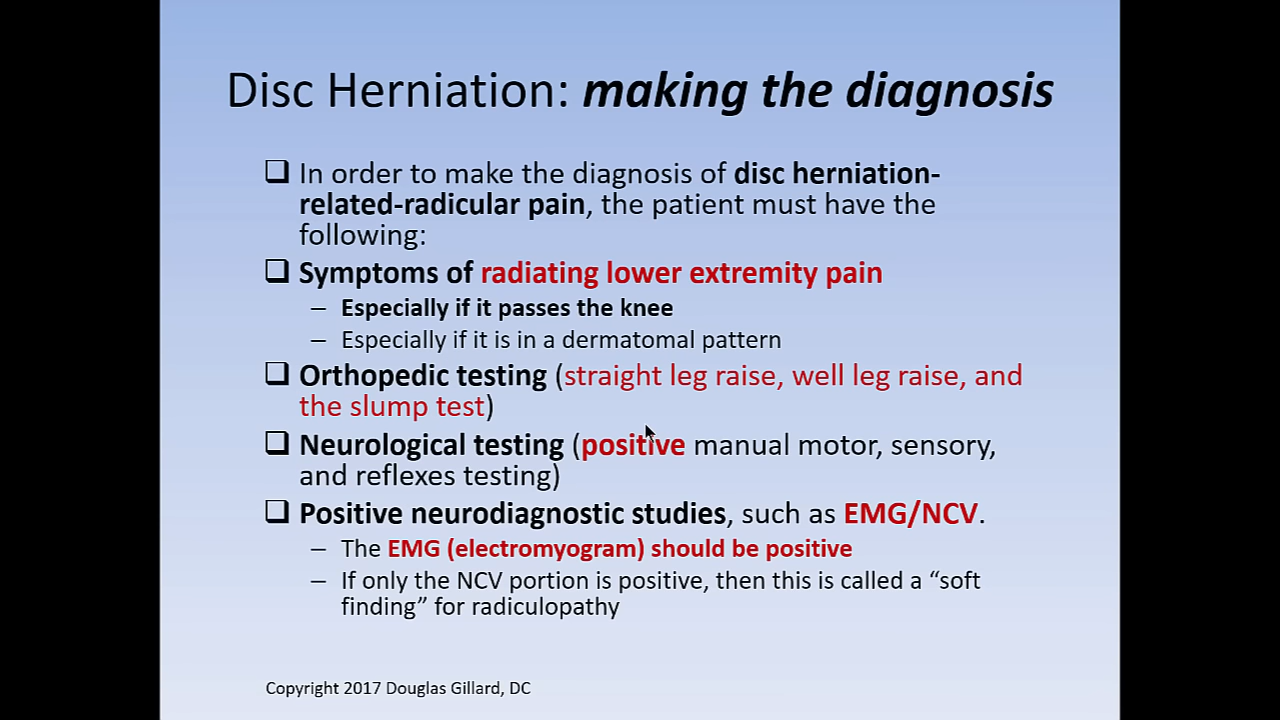 Disc Herniation: making the diagnosis
In order to make the diagnosis of disc herniation-
related-radicular pain, the patient must have the
following:
Symptoms of radiating lower extremity pain
– Especially if it passes the knee
– Especially if it is in a dermatomal pattern
Orthopedic testing (straight leg raise, well leg raise, and
the slump test)
Neurological testing (positive manual motor, sensory,
and reflexes testing)
Positive neurodiagnostic studies, such as EMG/NCV.
– The EMG (electromyogram) should be positive
– If only the NCV portion is positive, then this is called a “soft
finding” for radiculopathy
Copyright 2017 Douglas Gillard, DC